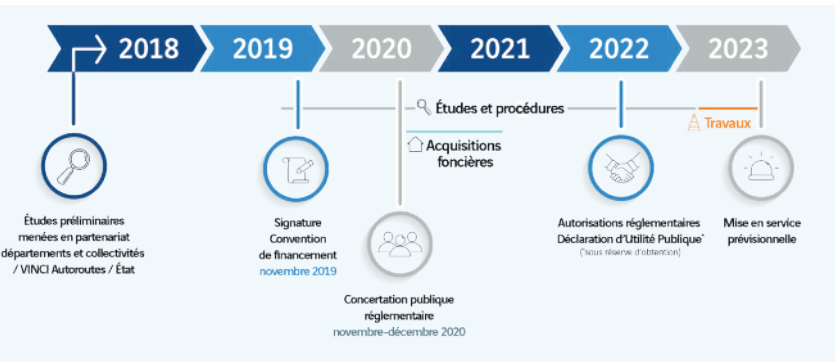 2018
2019
2020
2021
2022
2023
Études et procédures
Travaux
Acquisitions
foncières
Études préliminaires
menées en partenariat
départements et collectivités
/ VINCI Autoroutes / État
Signature
Convention
de financement
novembre 2019
Concertation publique
réglementaire
novembre-décembre 2020
Autorisations réglementaires
Déclaration d'Utilité Publique*
(*sous réserve d'obtention)
Mise en service
prévisionnelle